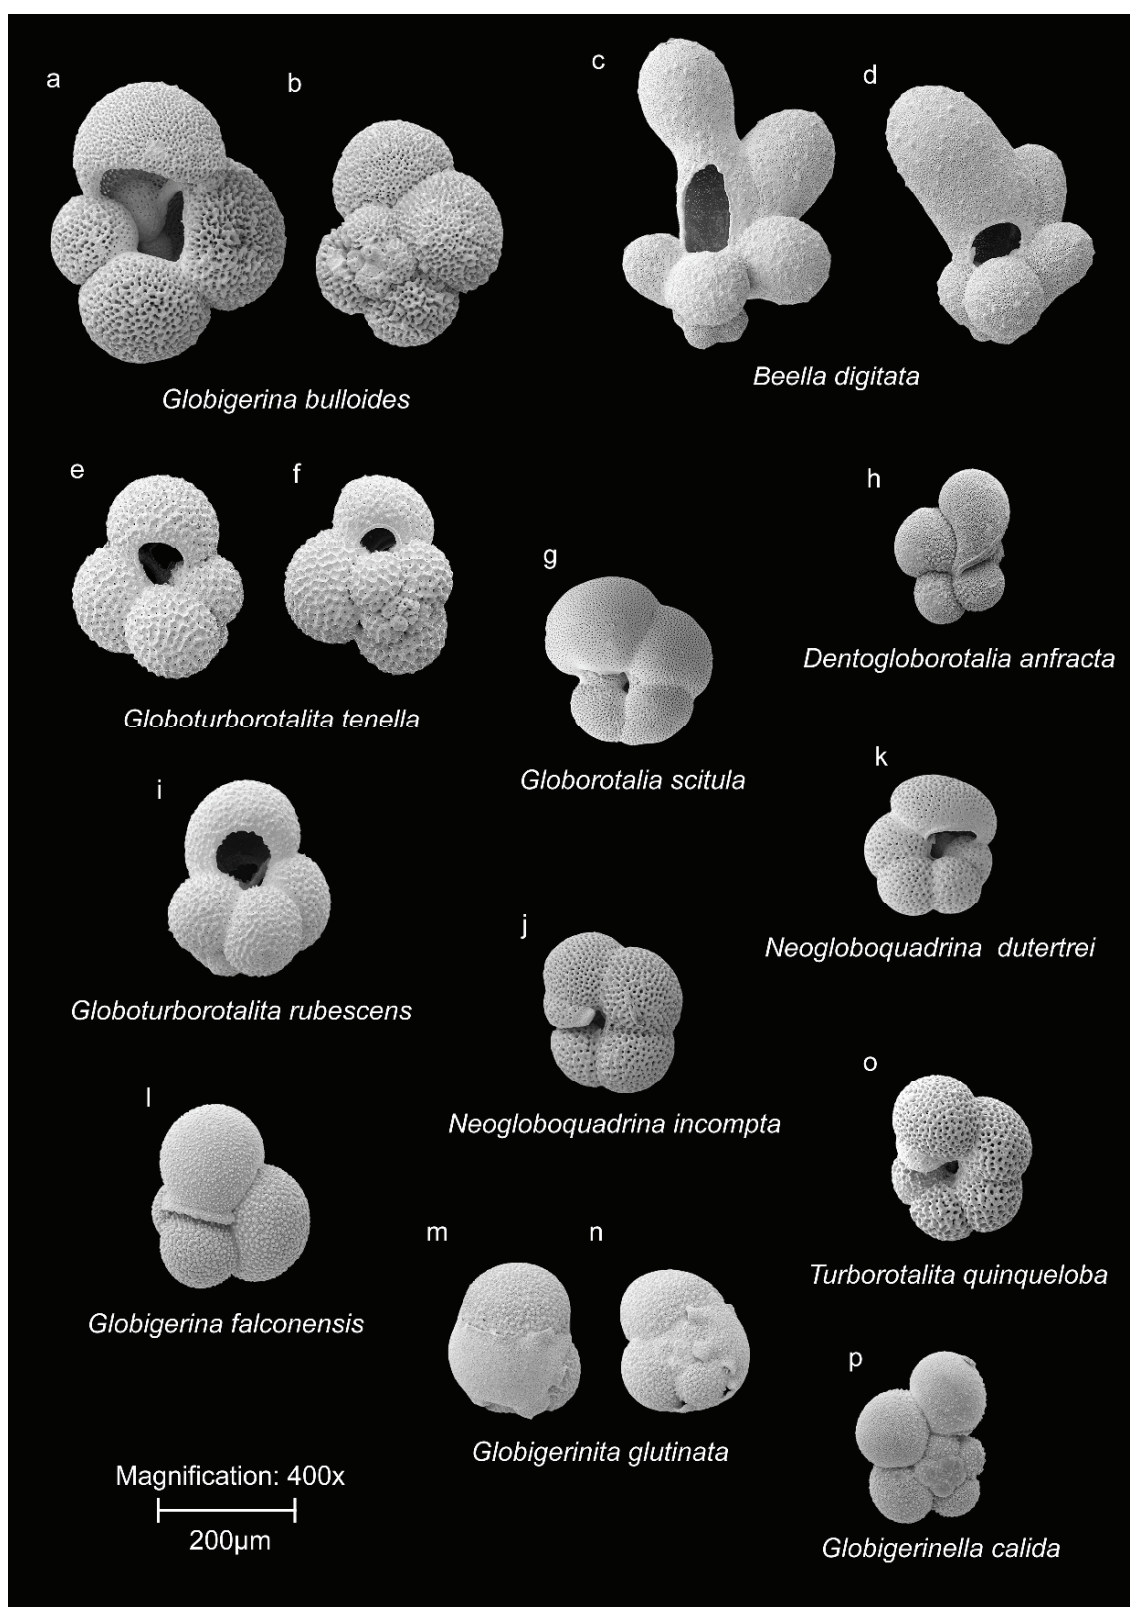 a
b
c
d
Beella digitata
Globigerina bulloides
e
f
h
g
Dentogloborotalia anfracta
Globoturborotalita tenella
Globorotalia scitula
k
i
j
Neogloboquadrina dutertrei
Globoturborotalita rubescens
o
l
Neogloboquadrina incompta
m
n
Turborotalita quinqueloba
Globigerina falconensis
p
Globigerinita glutinata
Magnification: 400x
200µm
Globigerinella calida